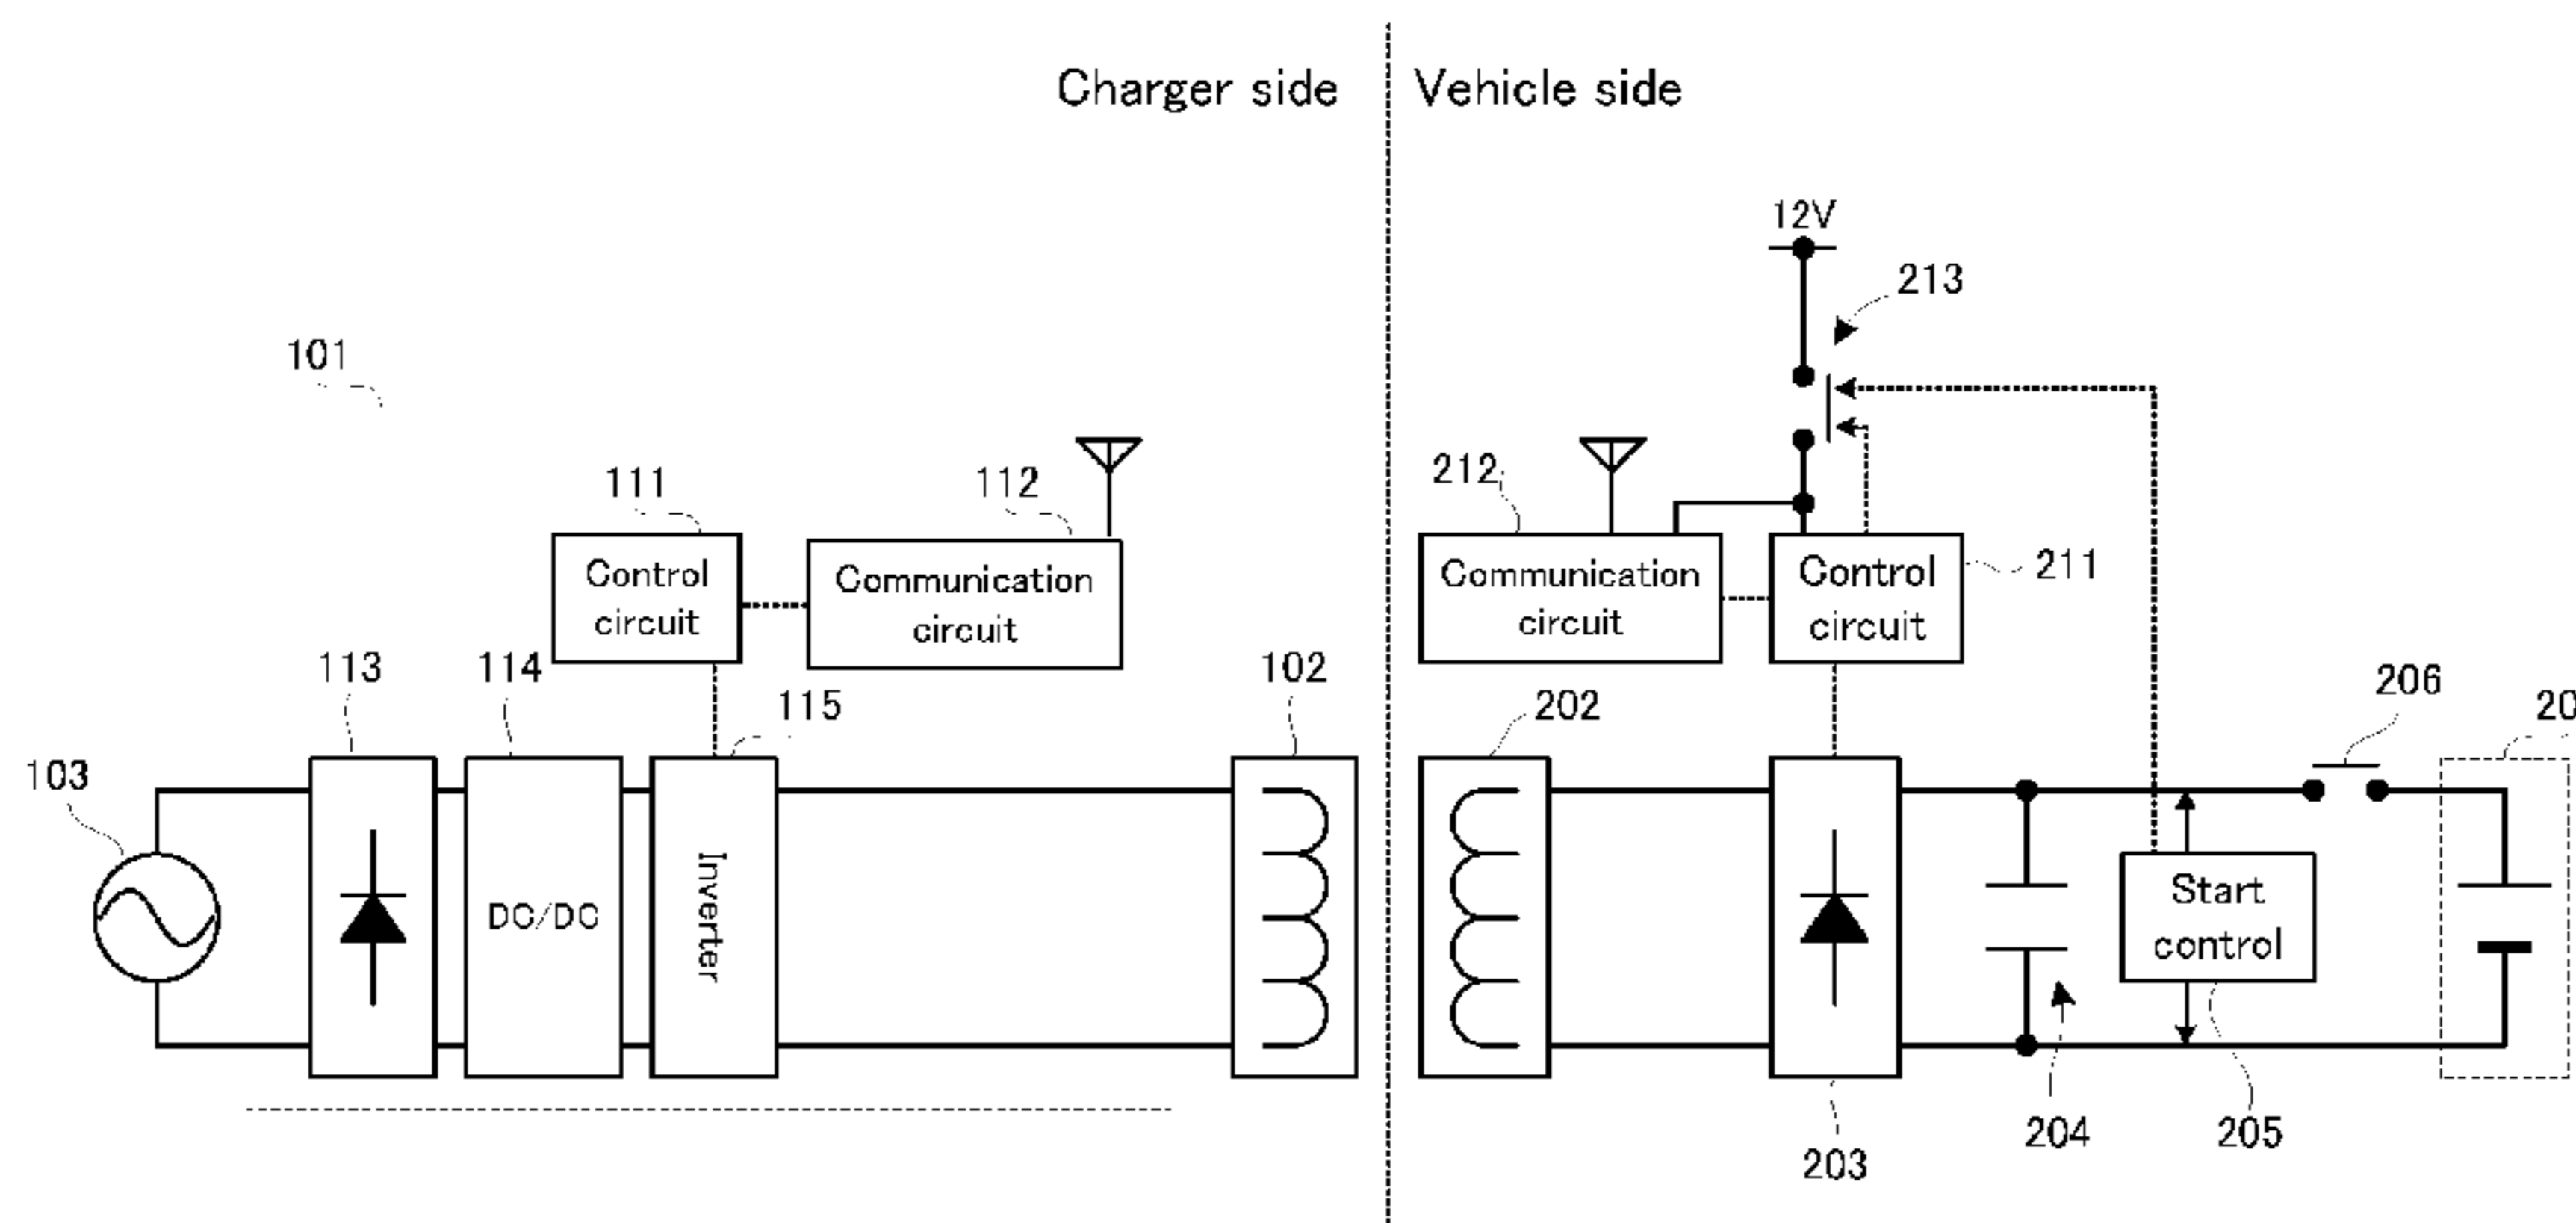 Charger side
Vehicle side
12V
213
101
111
112
212
Control
circuit
Communication
circuit
Communication
circuit
Control
circuit
211
113
114
115
102
202
206
20
103
DC/DC
Inverter
Start
control
204
205
203